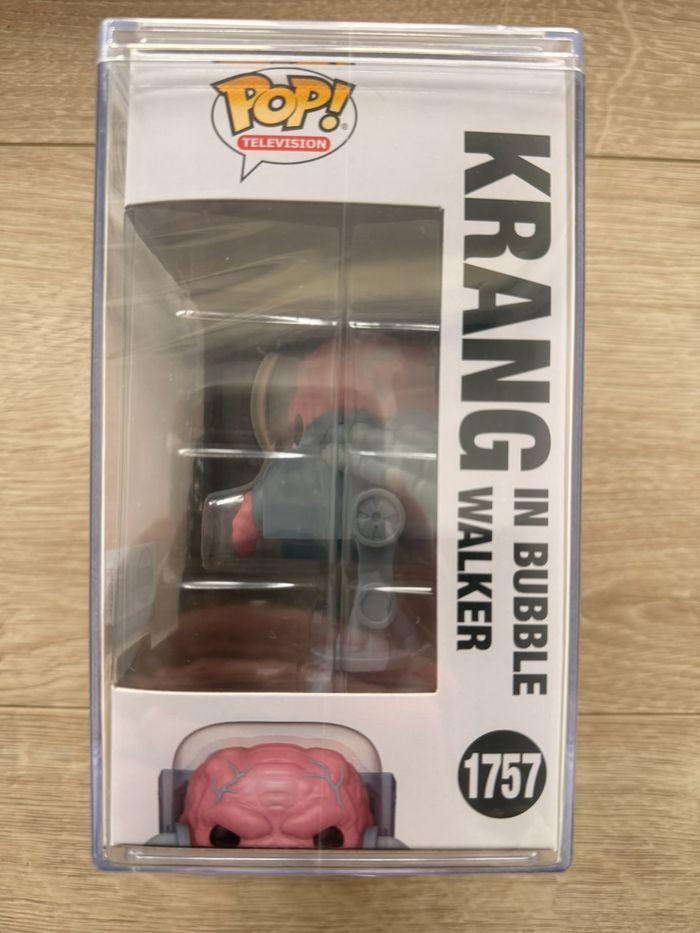 POP!
TELEVISION
KRANG IN BUBBLE
WALKER
1757